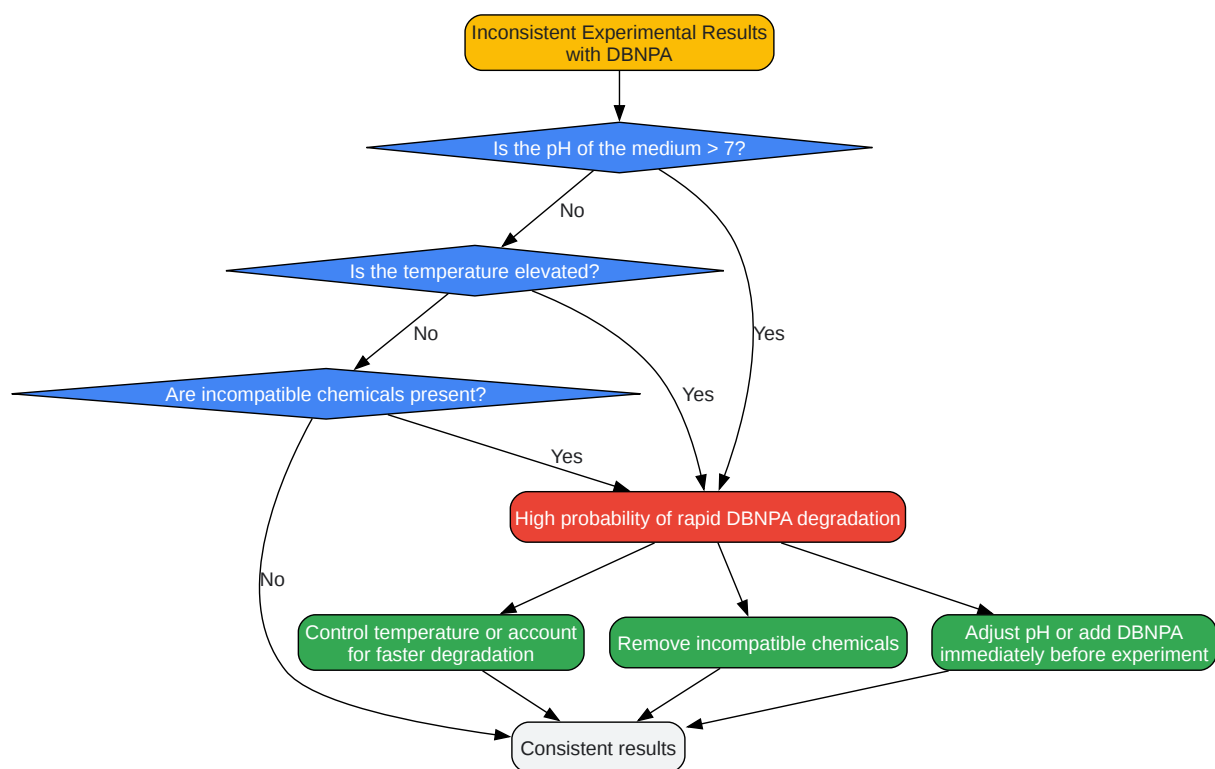 Inconsistent Experimental Results
with DBNPA
Is the pH of the medium > 7?
No
Is the temperature elevated?
No
Yes
Are incompatible chemicals present?
Yes
Yes
High probability of rapid DBNPA degradation
No
Control temperature or account
for faster degradation
Remove incompatible chemicals
Adjust pH or add DBNPA
immediately before experiment
Consistent results